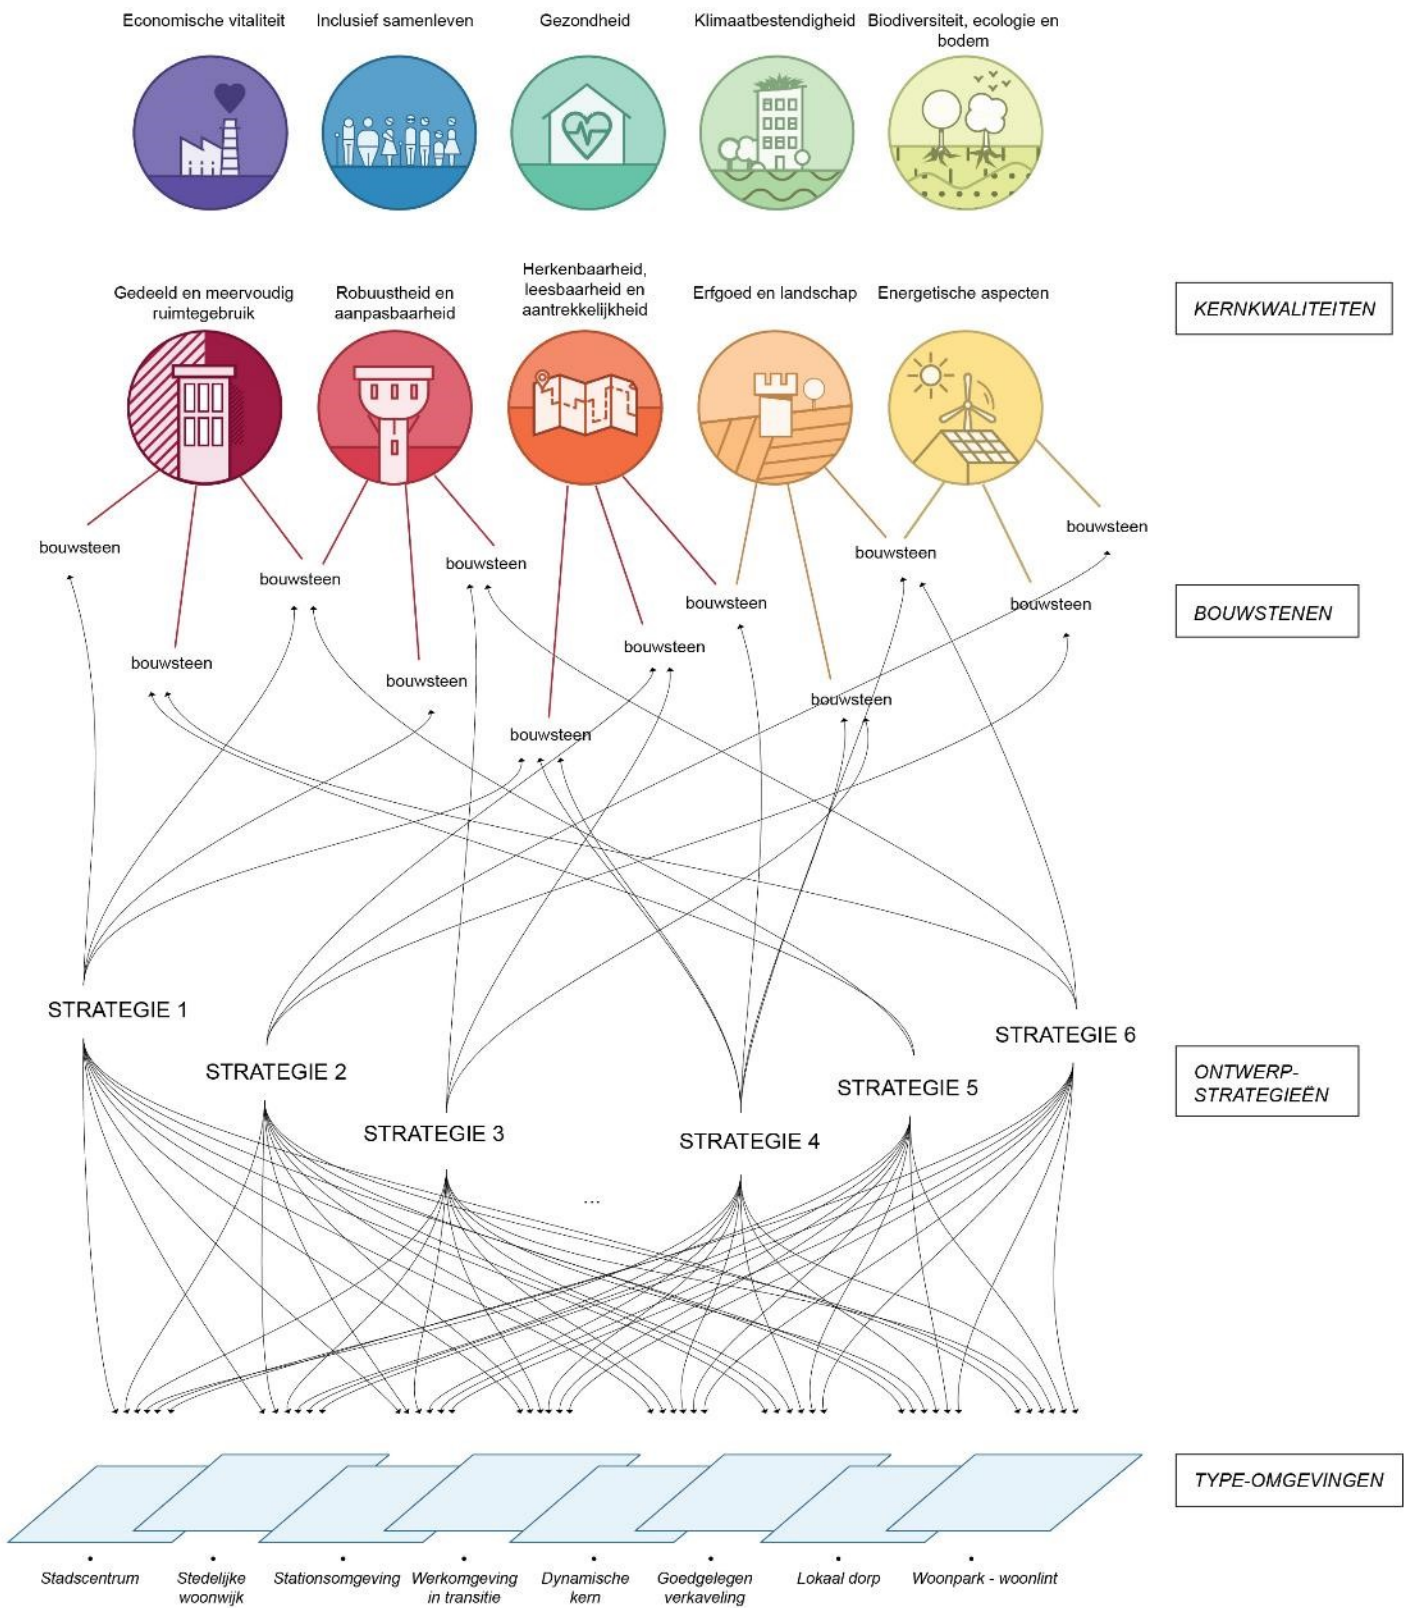 Economische vitaliteit
Inclusief samenleven
Gezondheid
Klimaatbestendigheid
Biodiversiteit, ecologie en
bodem
Gedeeld en meervoudig
ruimtegebruik
Robuustheid en
aanpasbaarheid
Herkenbaarheid,
leesbaarheid en
aantrekkelijkheid
Erfgoed en landschap
Energetische aspecten
KERNKWALITEITEN
bouwsteen
bouwsteen
bouwsteen
bouwsteen
bouwsteen
bouwsteen
bouwsteen
bouwsteen
BOUWSTENEN
bouwsteen
bouwsteen
bouwsteen
bouwsteen
bouwsteen
STRATEGIE 1
STRATEGIE 2
STRATEGIE 3
...
STRATEGIE 4
STRATEGIE 5
STRATEGIE 6
ONTWERP-
STRATEGIEËN
TYPE-OMGEVINGEN
Stadscentrum
Stedelijke
woonwijk
Stationsomgeving
Werkomgeving
in transitie
Dynamische
kern
Goedgelegen
verkaveling
Lokaal dorp
Woonpark - woonlint